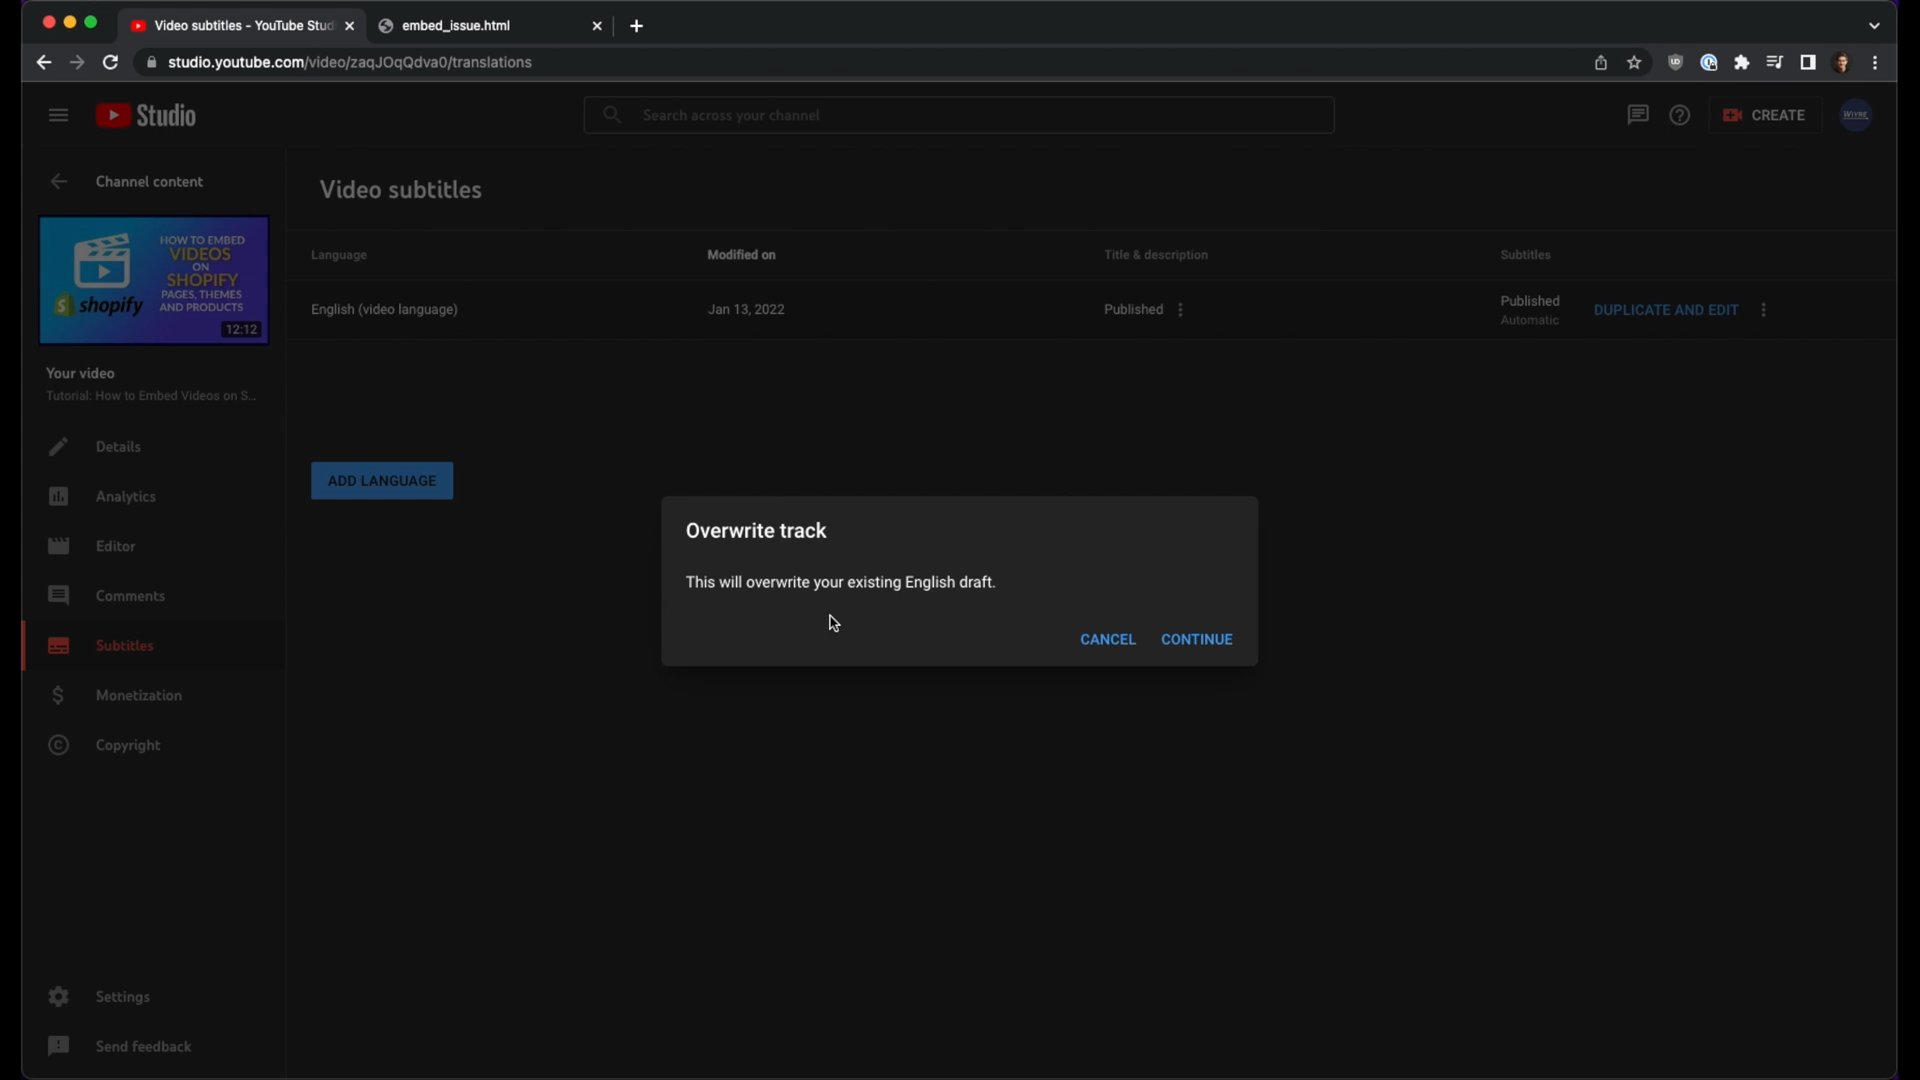 Video subtitles - YouTube Stud
embed_issue.html
studio.youtube.com/video/zaqJOqQdva0/translations
Studio
Search across your channel
CREATE
WIVRE
Channel content
Video subtitles
HOW TO EMBED
VIDEOS
ON
SHOPIFY
PAGES, THEMES
AND PRODUCTS
shopify
12:12
Language
Modified on
Title & description
Subtitles
English (video language)
Jan 13, 2022
Published
Published
Automatic
DUPLICATE AND EDIT
Your video
Tutorial: How to Embed Videos on S...
Details
ADD LANGUAGE
Analytics
Editor
Comments
Subtitles
Monetization
Copyright
Overwrite track
This will overwrite your existing English draft.
CANCEL
CONTINUE
Settings
Send feedback